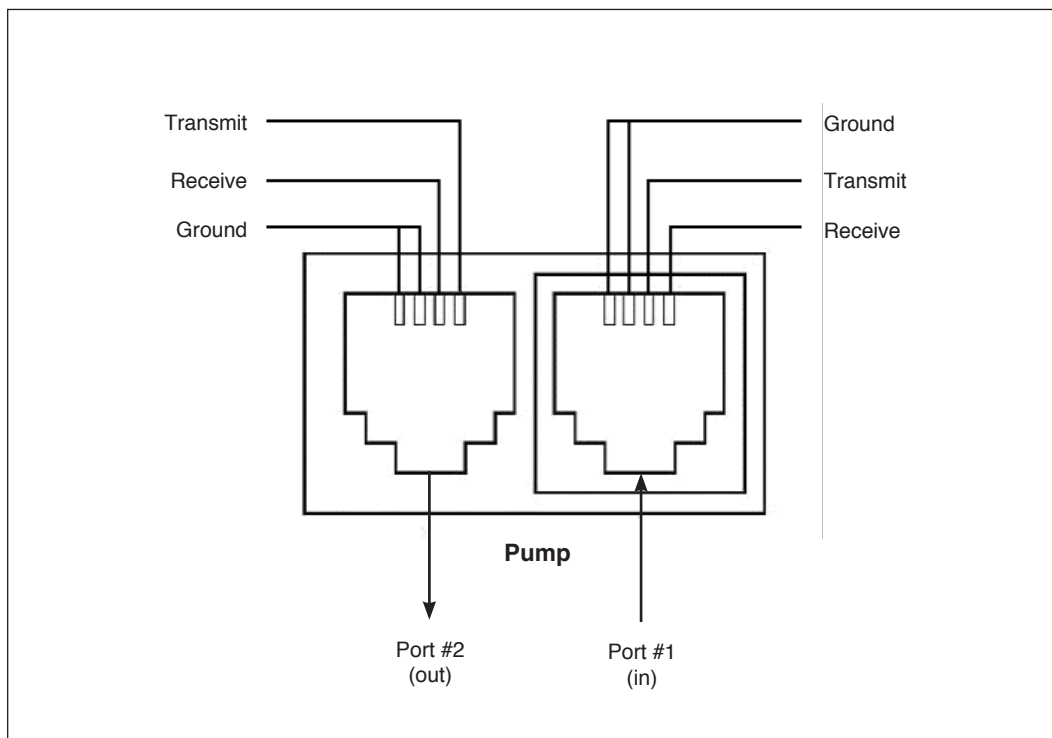 Transmit
Receive
Ground
Ground
Transmit
Receive
Pump
Port #2
(out)
Port #1
(in)